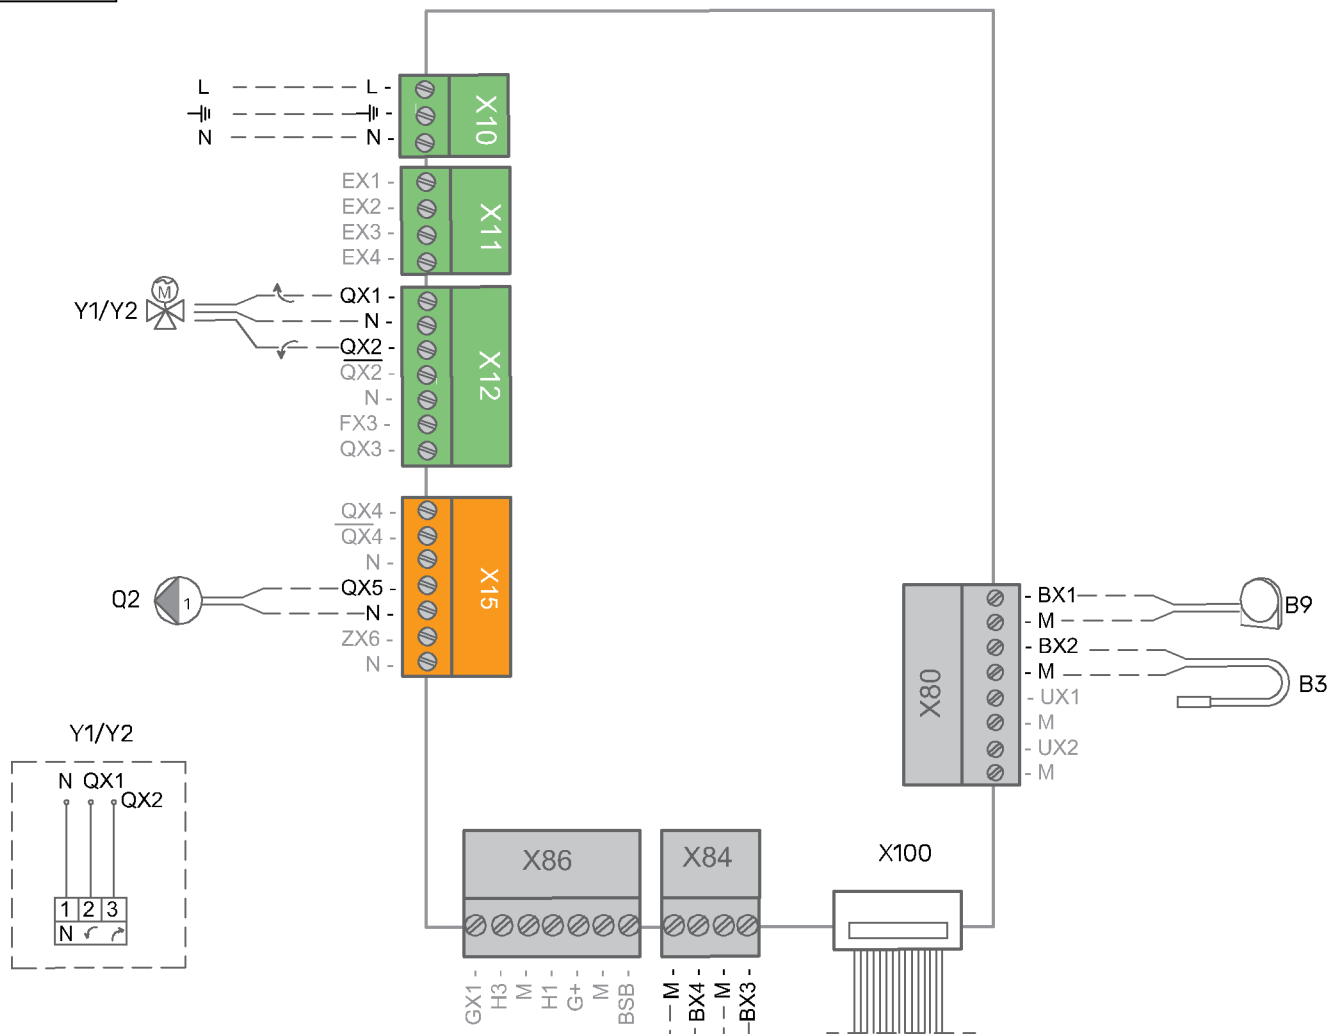 L L -
-
N N -
X10
EX1 -
EX2 -
EX3 -
EX4 -
X11
Y1/Y2
M
QX1 -
N -
QX2 -
QX2 -
N -
FX3 -
QX3 -
X12
QX4 -
QX4 -
N -
QX5 -
N -
ZX6 -
N -
X15
Q2
1
X80
- BX1
- M
- BX2
- M
- UX1
- M
- UX2
- M
B9
B3
Y1/Y2
N QX1
QX2
1 2 3
N
X86
X84
X100
GX1 -
H3 -
M -
H1 -
G+ -
M -
BSB -
M -
BX4 -
M -
BX3 -